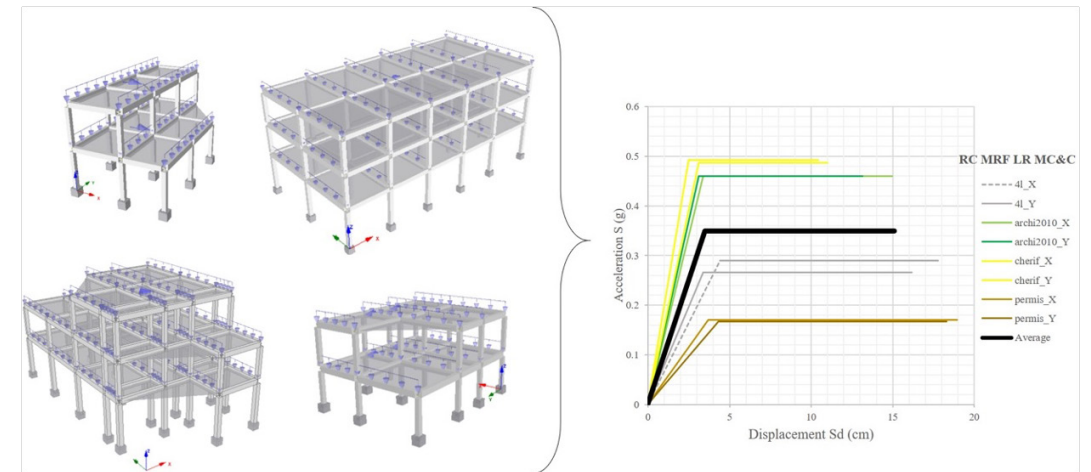 0.6
0.5
0.4
0.3
0.2
0.1
0
0
5
10
15
20
Acceleration S (g)
Displacement Sd (cm)
RC MRF LR MC&C
4l_X
4l_Y
archi2010_X
archi2010_Y
cherif_X
cherif_Y
permis_X
permis_Y
Average